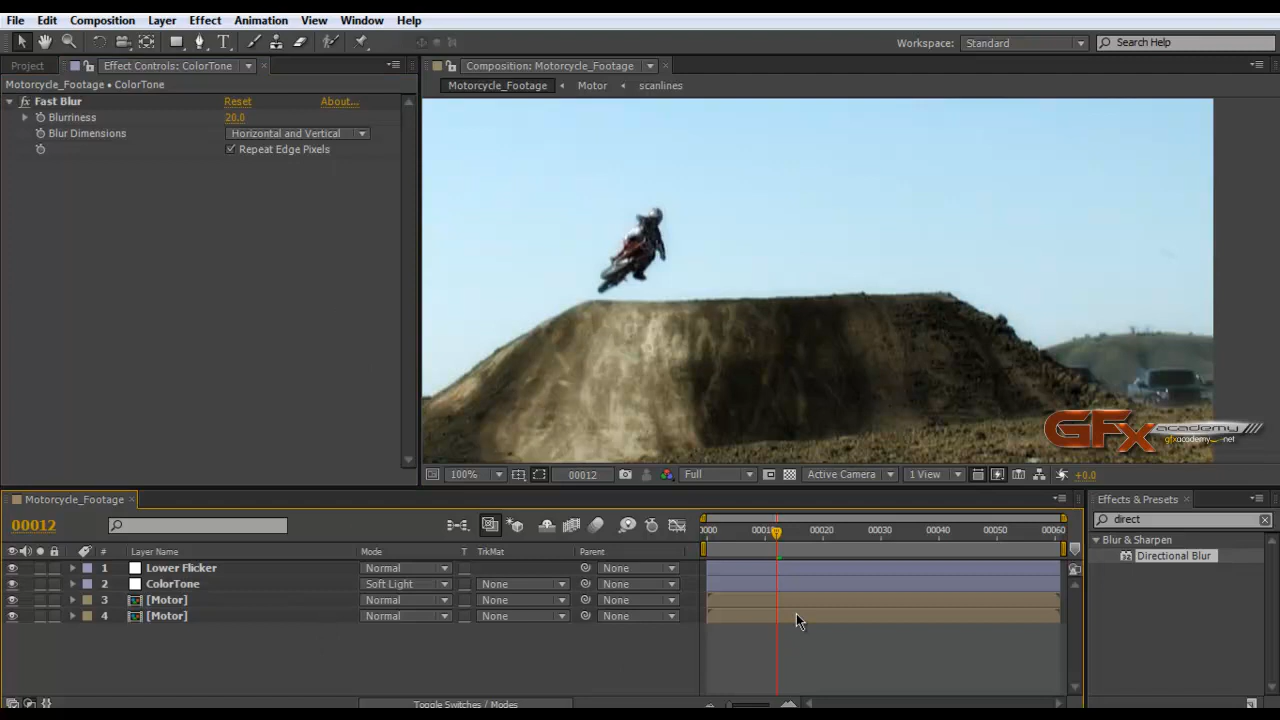 File Edit Composition Layer Effect Animation View Window Help
Workspace: Standard Search Help
Project Effect Controls: ColorTone Composition: Motorcycle_Footage
Motorcycle_Footage • ColorTone Motorcycle_Footage Motor scanlines
fx Fast Blur Reset About...
Blurriness 20.0
Blur Dimensions Horizontal and Vertical
Repeat Edge Pixels
GFx academy
gfxacademy.net
100% 00012 Full Active Camera 1 View +0.0
Motorcycle_Footage Effects & Presets
00012 direct
0000 00010 00020 00030 00040 00050 00060
Blur & Sharpen
# Layer Name Mode T TrkMat Parent Directional Blur
1 Lower Flicker Normal None
2 ColorTone Soft Light None None
3 [Motor] Normal None None
4 [Motor] Normal None None
Toggle Switches / Modes